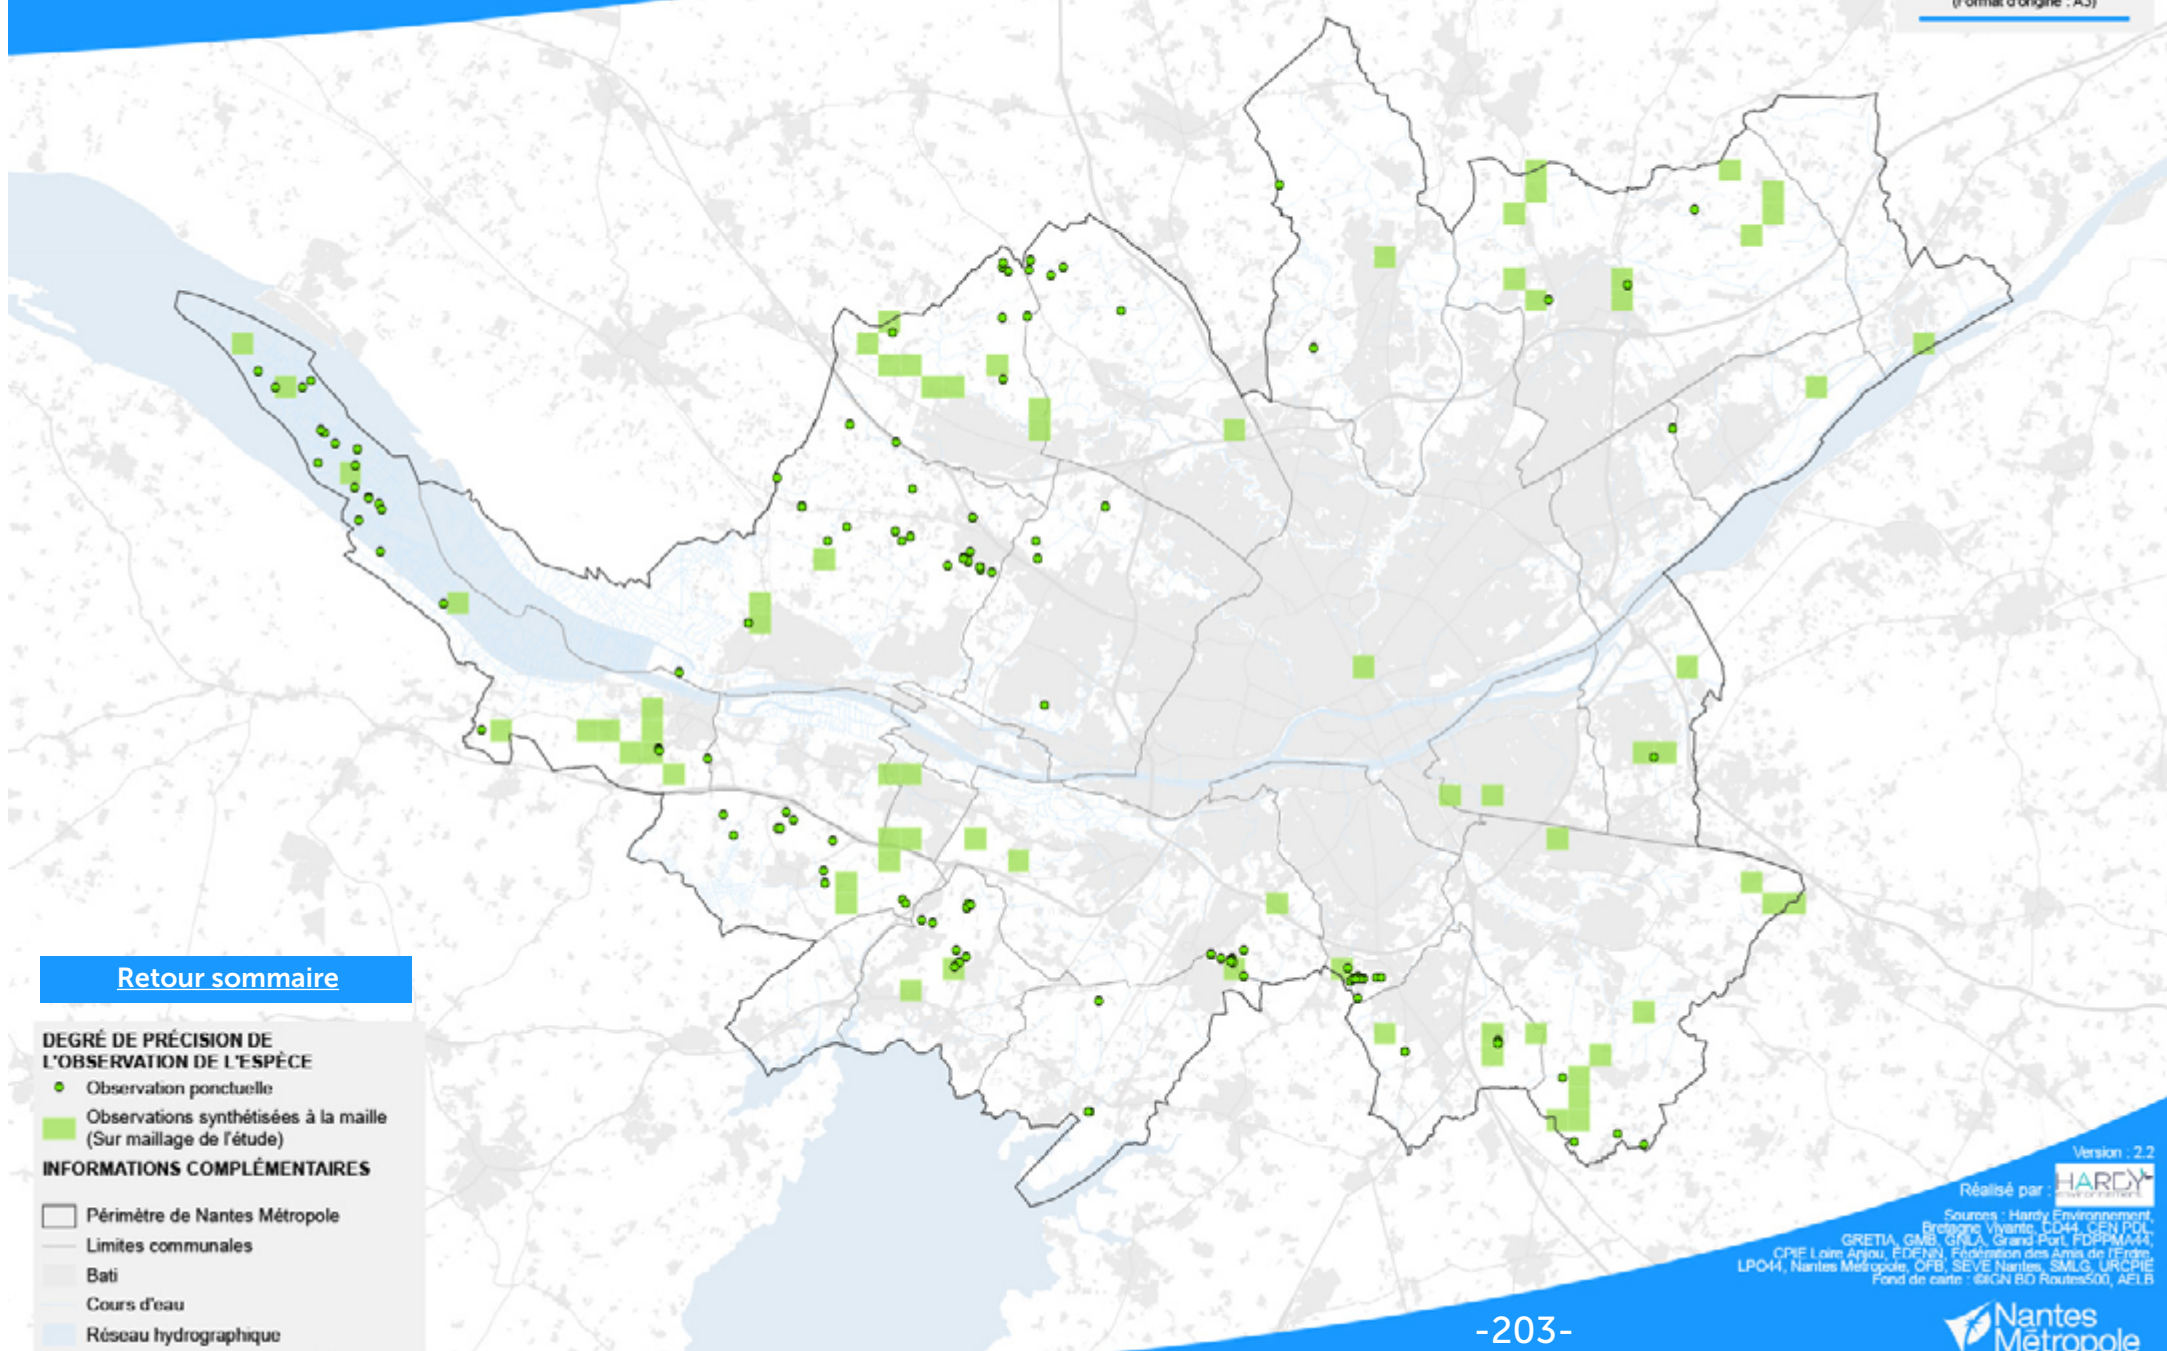 (Format d'origine : A3)
Retour sommaire
DEGRÉ DE PRÉCISION DE
L'OBSERVATION DE L'ESPÈCE
Observation ponctuelle
Observations synthétisées à la maille
(Sur maillage de l'étude)
INFORMATIONS COMPLÉMENTAIRES
Périmètre de Nantes Métropole
Limites communales
Bati
Cours d'eau
Réseau hydrographique
Version : 2.2
Réalisé par : HARDY
Sources : Hardy Environnement,
Bretagne Vivante, CD44, CEN PDL,
GRETIA, GMB, GNLA, Grand Port, FDPPMA44,
CPIE Loire Anjou, EDENN, Fédération des Amis de l'Erdre,
LPO44, Nantes Métropole, OFB, SEVE Nantes, SMLG, URCPIE
Fond de carte : ©IGN BD Routes500, AELB
-203-
Nantes
Métropole